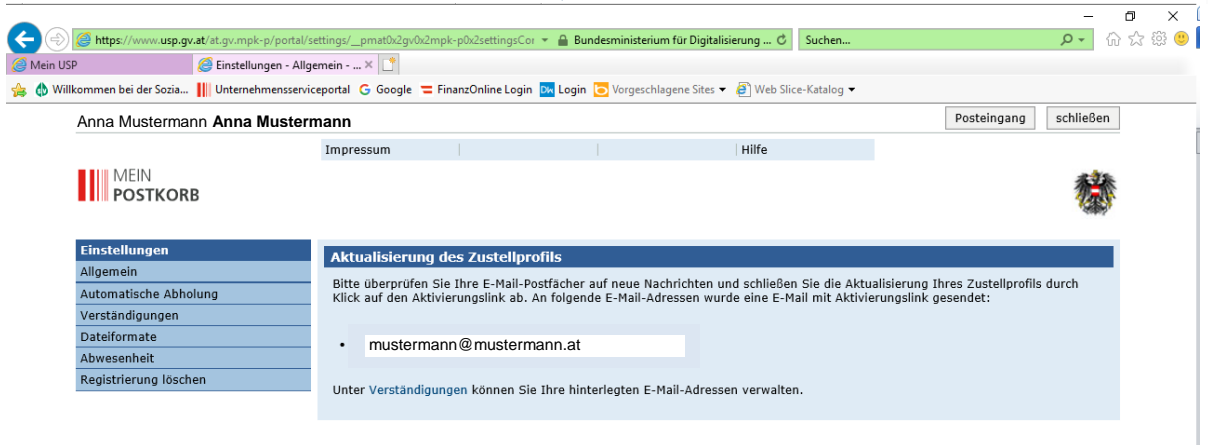 https://www.usp.gv.at/at.gv.mpk-p/portal/settings/__pmat0x2gv0x2mpk-p0x2settingsCor Bundesministerium für Digitalisierung ... Suchen...
Mein USP Einstellungen - Allgemein - ...
Willkommen bei der Sozia... Unternehmensserviceportal Google FinanzOnline Login Login Vorgeschlagene Sites Web Slice-Katalog
Anna Mustermann Anna Mustermann Posteingang schließen
Impressum Hilfe
MEIN
POSTKORB
Einstellungen
Allgemein
Automatische Abholung
Verständigungen
Dateiformate
Abwesenheit
Registrierung löschen
Aktualisierung des Zustellprofils
Bitte überprüfen Sie Ihre E-Mail-Postfächer auf neue Nachrichten und schließen Sie die Aktualisierung Ihres Zustellprofils durch
Klick auf den Aktivierungslink ab. An folgende E-Mail-Adressen wurde eine E-Mail mit Aktivierungslink gesendet:
• mustermann@mustermann.at
Unter Verständigungen können Sie Ihre hinterlegten E-Mail-Adressen verwalten.